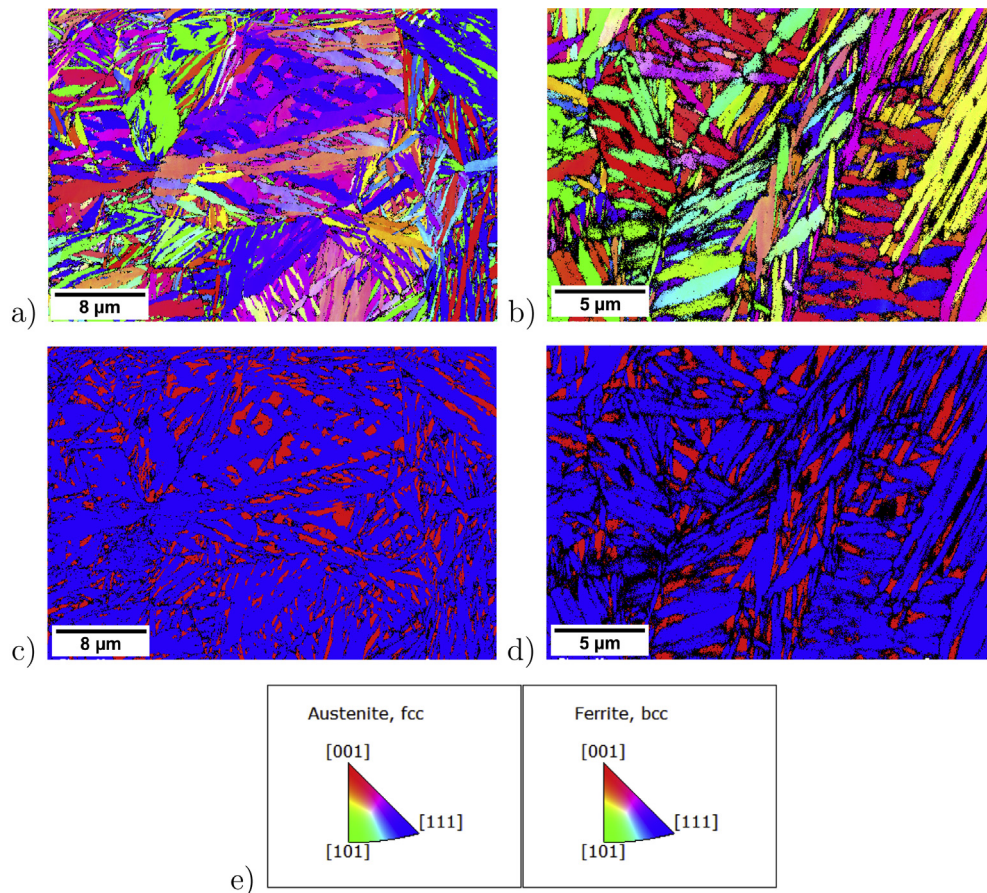 a)
8 µm
b)
5 µm
c)
8 µm
d)
5 µm
Austenite, fcc
[001]
[111]
[101]
Ferrite, bcc
[001]
[111]
[101]
e)